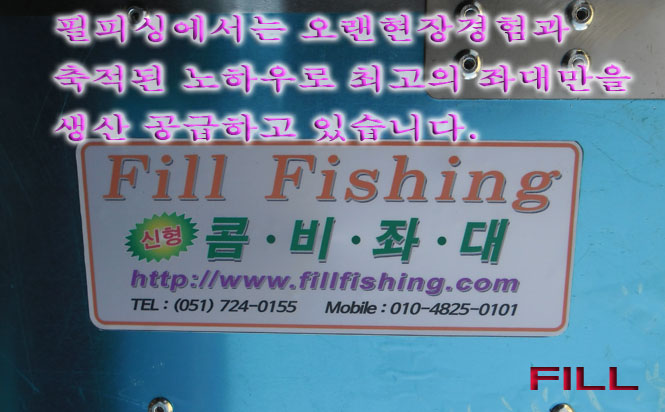 필피싱에서는 오랜현장경험과
축적된 노하우로 최고의 좌대만을
생산 공급하고 있습니다.
Fill Fishing
신형 콤·비·좌·대
http://www.fillfishing.com
TEL : (051) 724-0155 Mobile : 010-4825-0101
FILL